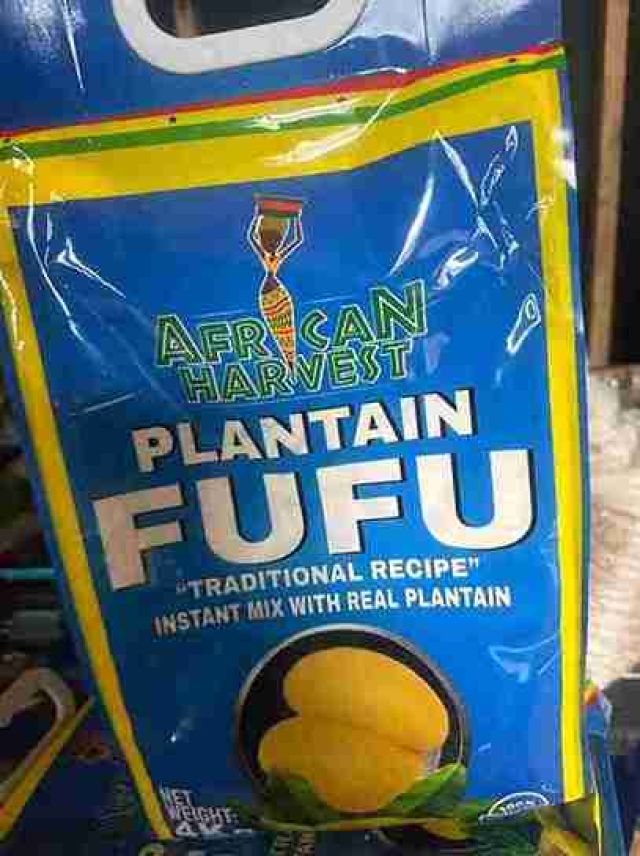 AFRICAN
HARVEST
PLANTAIN
FUFU
"TRADITIONAL RECIPE"
INSTANT MIX WITH REAL PLANTAIN
NET
WEIGHT: